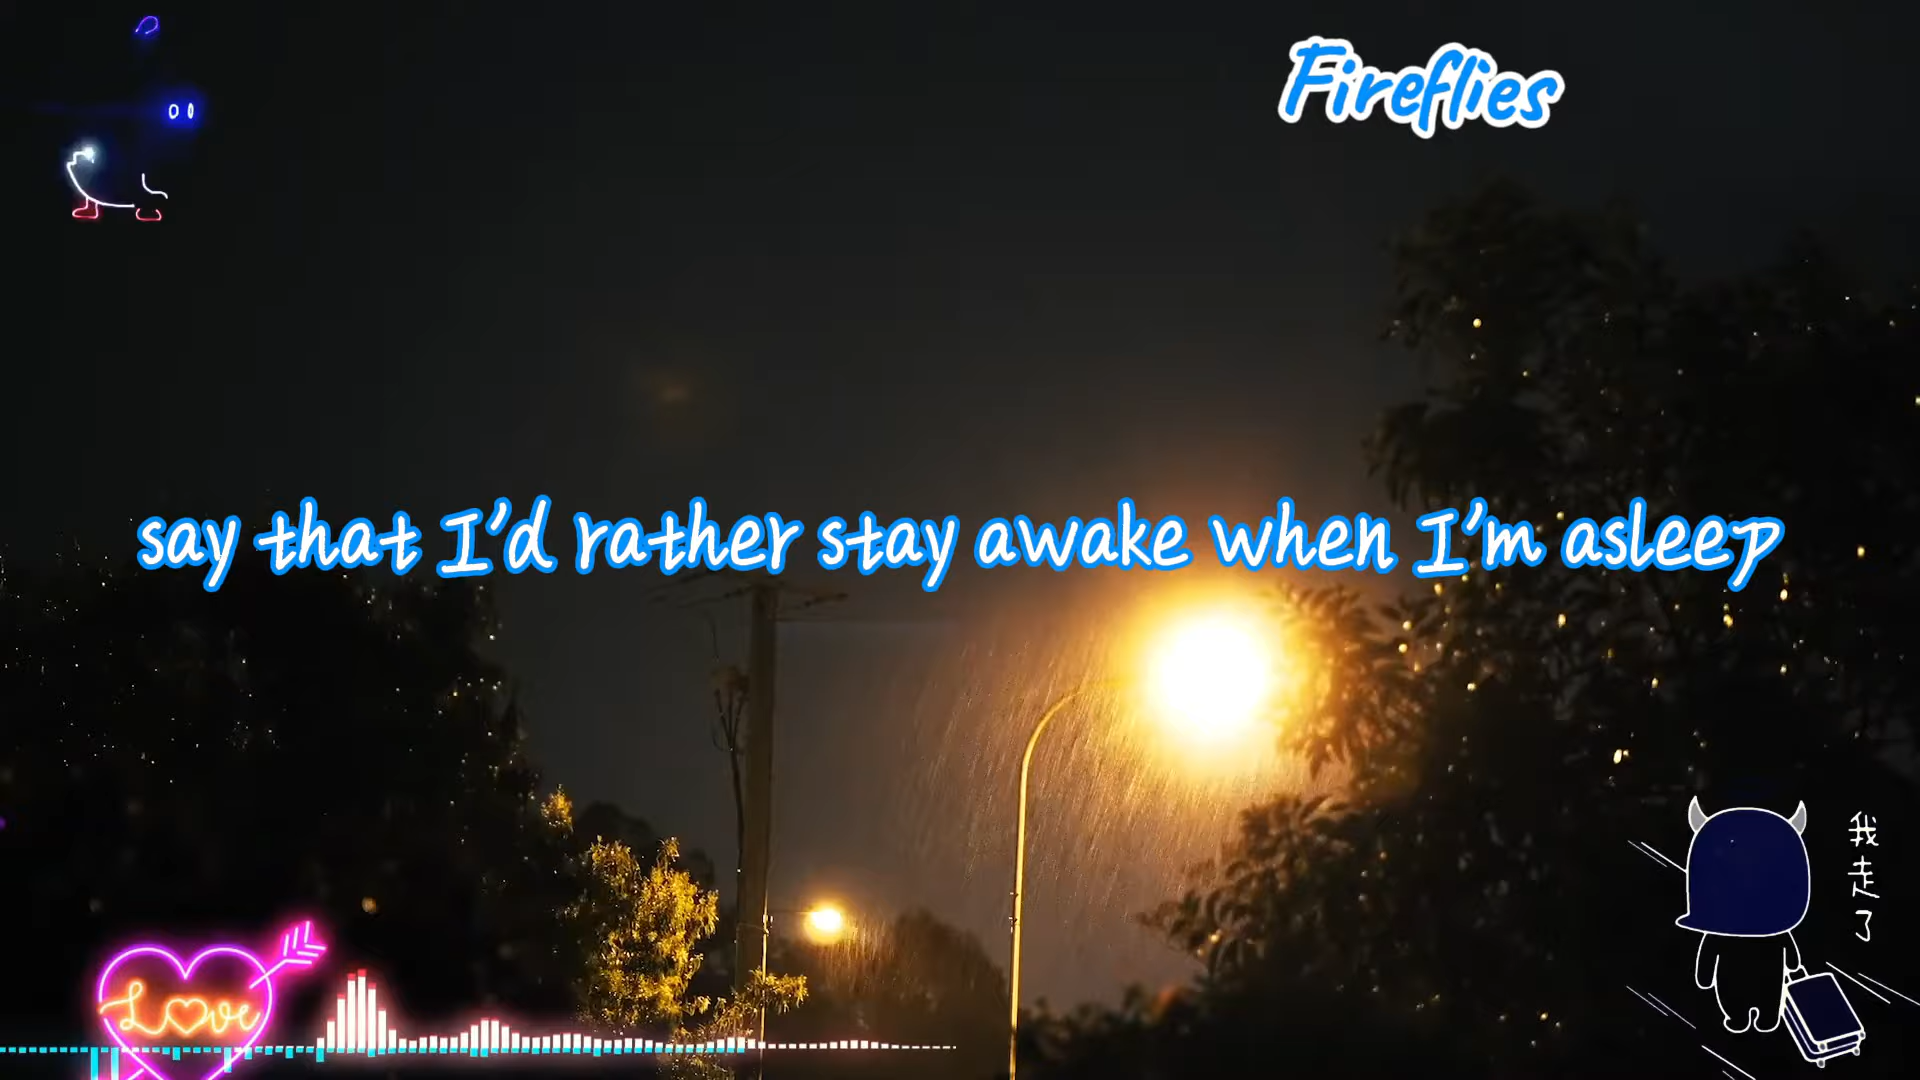 Fireflies
say that I'd rather stay awake when I'm asleep
我走了
Love